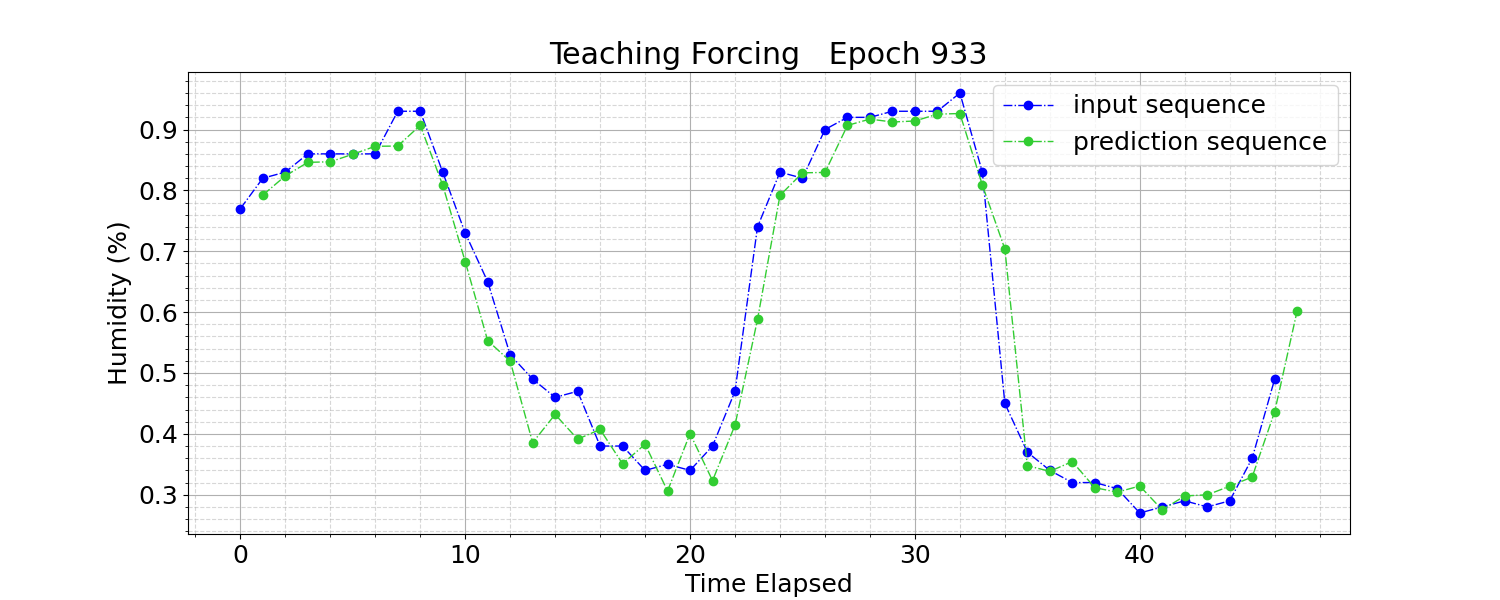 Teaching Forcing   Epoch 933
input sequence
prediction sequence
Humidity (%)
0.9
0.8
0.7
0.6
0.5
0.4
0.3
0 10 20 30 40
Time Elapsed